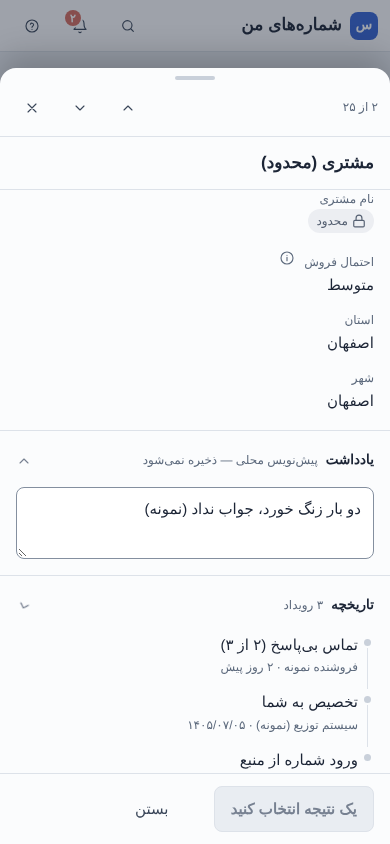 س شماره‌های من ۲
۲ از ۲۵
مشتری (محدود)
نام مشتری
محدود
احتمال فروش
متوسط
استان
اصفهان
شهر
اصفهان
یادداشت پیش‌نویس محلی — ذخیره نمی‌شود
دو بار زنگ خورد، جواب نداد (نمونه)
تاریخچه ۳ رویداد
تماس بی‌پاسخ (۲ از ۳)
فروشنده نمونه · ۲ روز پیش
تخصیص به شما
سیستم توزیع (نمونه) · ۱۴۰۵/۰۷/۰۵
ورود شماره از منبع
یک نتیجه انتخاب کنید بستن